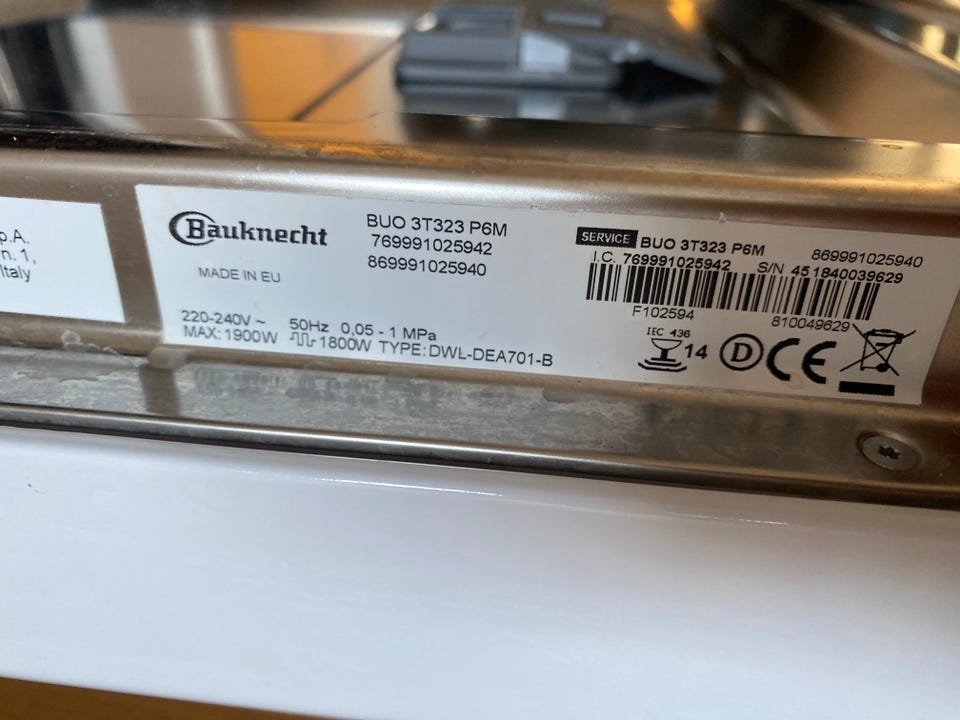 p.A.
n. 1,
Italy
Bauknecht
MADE IN EU
BUO 3T323 P6M
769991025942
869991025940
220-240V ~ 50Hz 0,05 - 1 MPa
MAX: 1900W 1800W TYPE: DWL-DEA701-B
SERVICE BUO 3T323 P6M 869991025940
I.C. 769991025942 S/N 451840039629
F102594 810049629
IEC 436
14 D CE